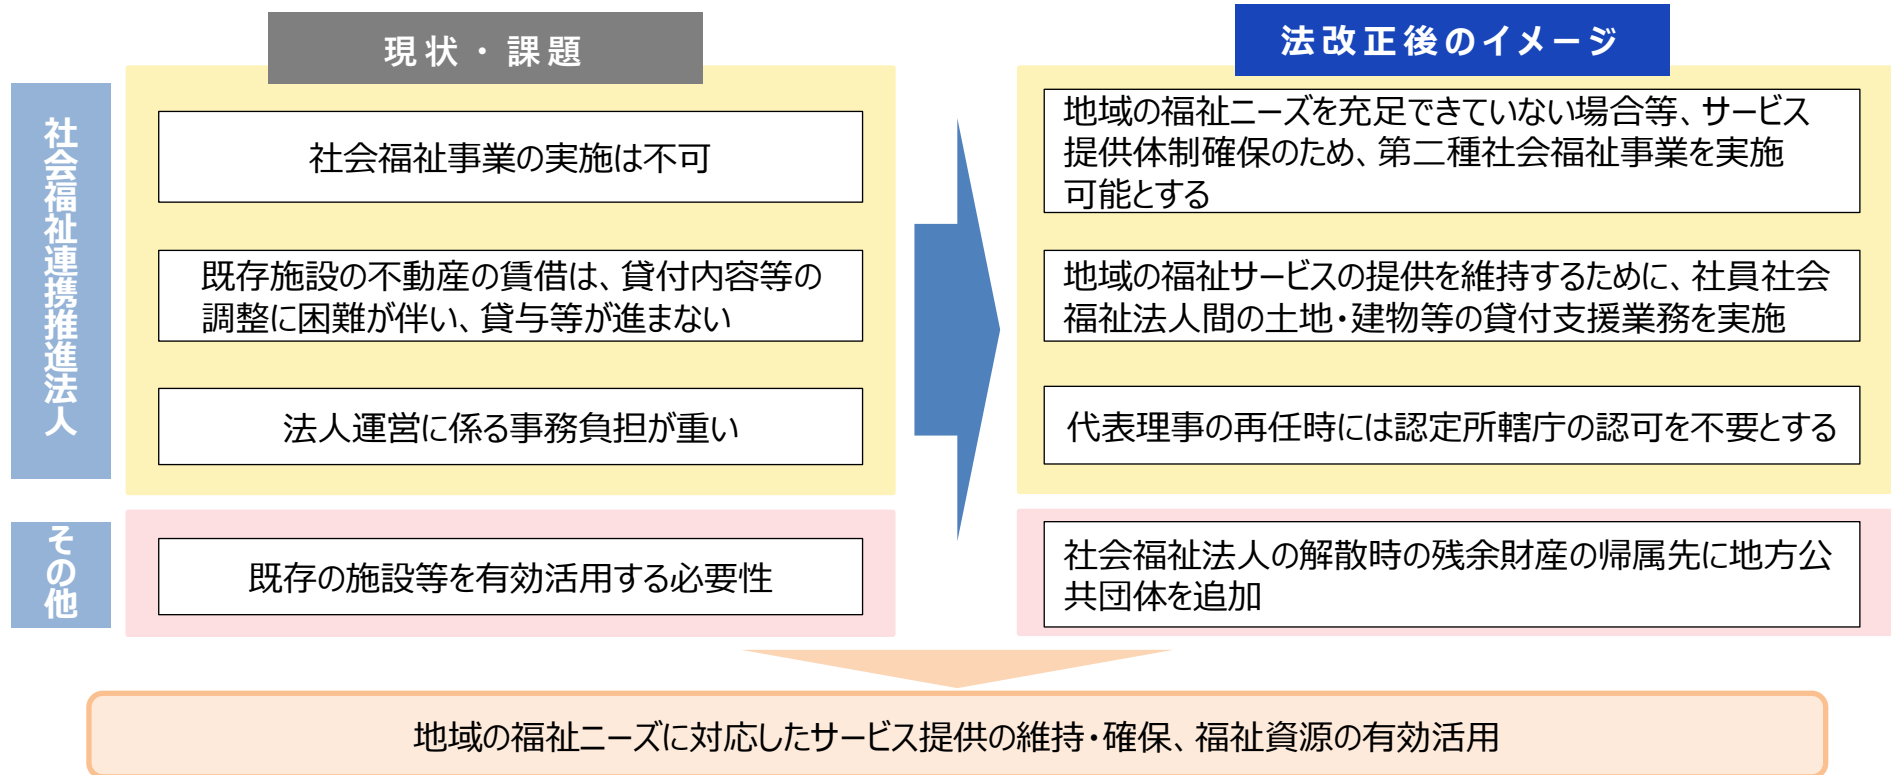 現状・課題
法改正後のイメージ
社会福祉連携推進法人
社会福祉事業の実施は不可
地域の福祉ニーズを充足できていない場合等、サービス
提供体制確保のため、第二種社会福祉事業を実施
可能とする
既存施設の不動産の賃借は、貸付内容等の
調整に困難が伴い、貸与等が進まない
地域の福祉サービスの提供を維持するために、社員社会
福祉法人間の土地・建物等の貸付支援業務を実施
法人運営に係る事務負担が重い
代表理事の再任時には認定所轄庁の認可を不要とする
その他
既存の施設等を有効活用する必要性
社会福祉法人の解散時の残余財産の帰属先に地方公
共団体を追加
地域の福祉ニーズに対応したサービス提供の維持・確保、福祉資源の有効活用